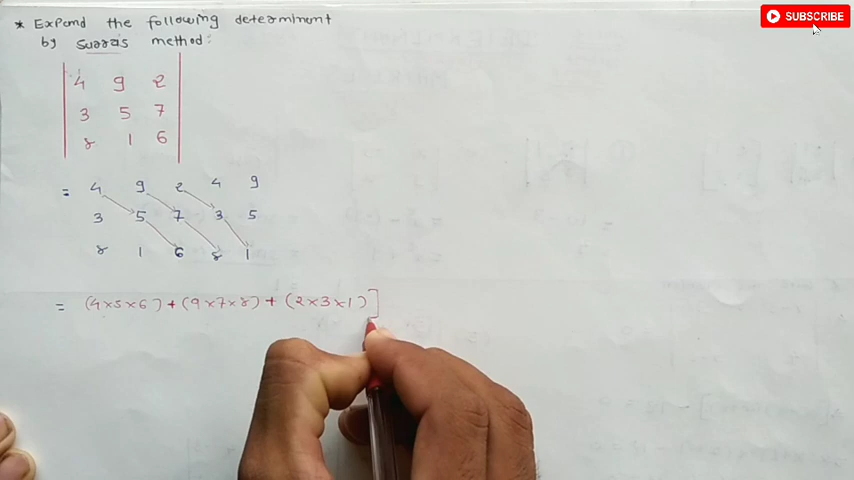 * Expand the following determinant
by surras method:
SUBSCRIBE
4 9 2
3 5 7
8 1 6
= 4 9 2 4 9
3 5 7 3 5
8 1 6 8 1
= (4×5×6) + (9×7×8) + (2×3×1)]